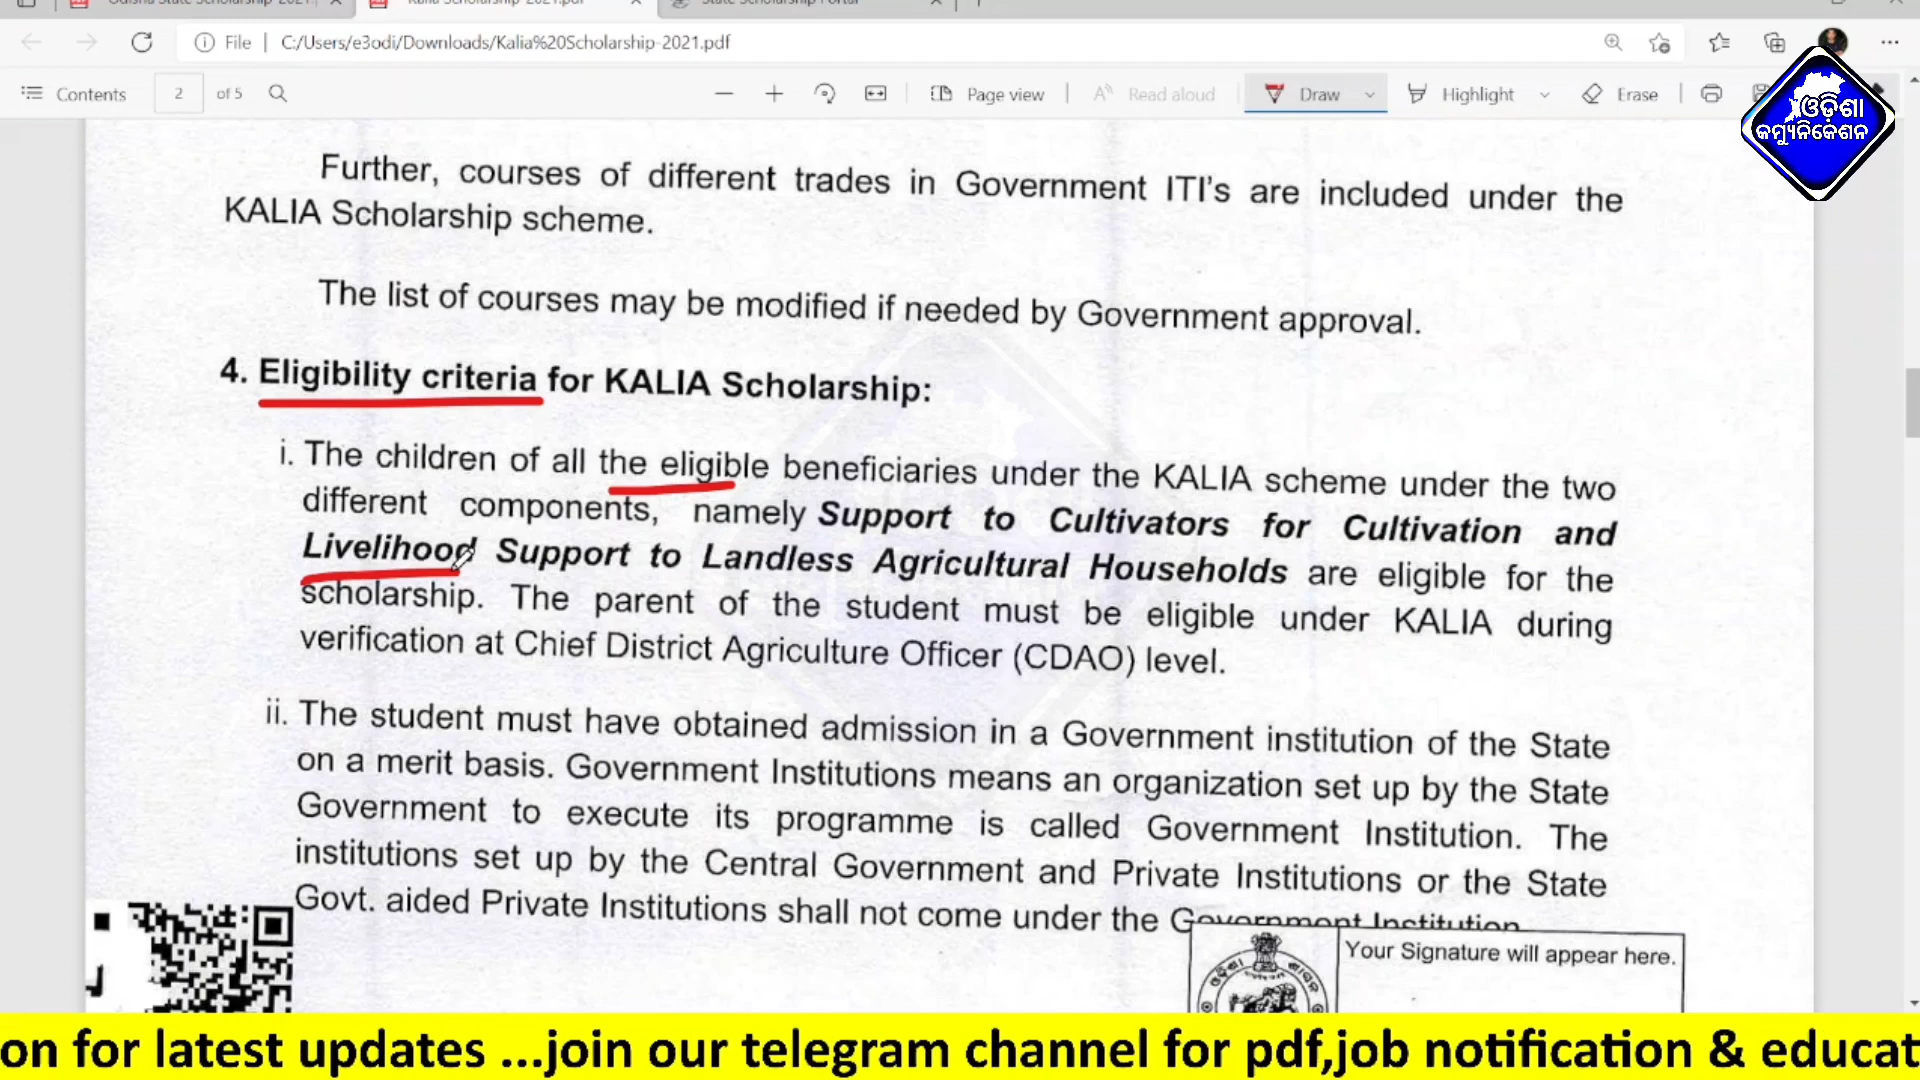 Kalia Scholarship-2021.pdf
State Scholarship Portal
File
C:/Users/e3odi/Downloads/Kalia%20Scholarship-2021.pdf
Contents 2 of 5 Page view Read aloud Draw Highlight Erase
ଓଡ଼ିଶା
କମ୍ୟୁନିକେଶନ
Further, courses of different trades in Government ITI's are included under the
KALIA Scholarship scheme.
The list of courses may be modified if needed by Government approval.
4. Eligibility criteria for KALIA Scholarship:
i. The children of all the eligible beneficiaries under the KALIA scheme under the two
different components, namely Support to Cultivators for Cultivation and
Livelihood Support to Landless Agricultural Households are eligible for the
scholarship. The parent of the student must be eligible under KALIA during
verification at Chief District Agriculture Officer (CDAO) level.
ii. The student must have obtained admission in a Government institution of the State
on a merit basis. Government Institutions means an organization set up by the State
Government to execute its programme is called Government Institution. The
institutions set up by the Central Government and Private Institutions or the State
Govt. aided Private Institutions shall not come under the Government Institution
Your Signature will appear here.
on for latest updates ...join our telegram channel for pdf,job notification & educat